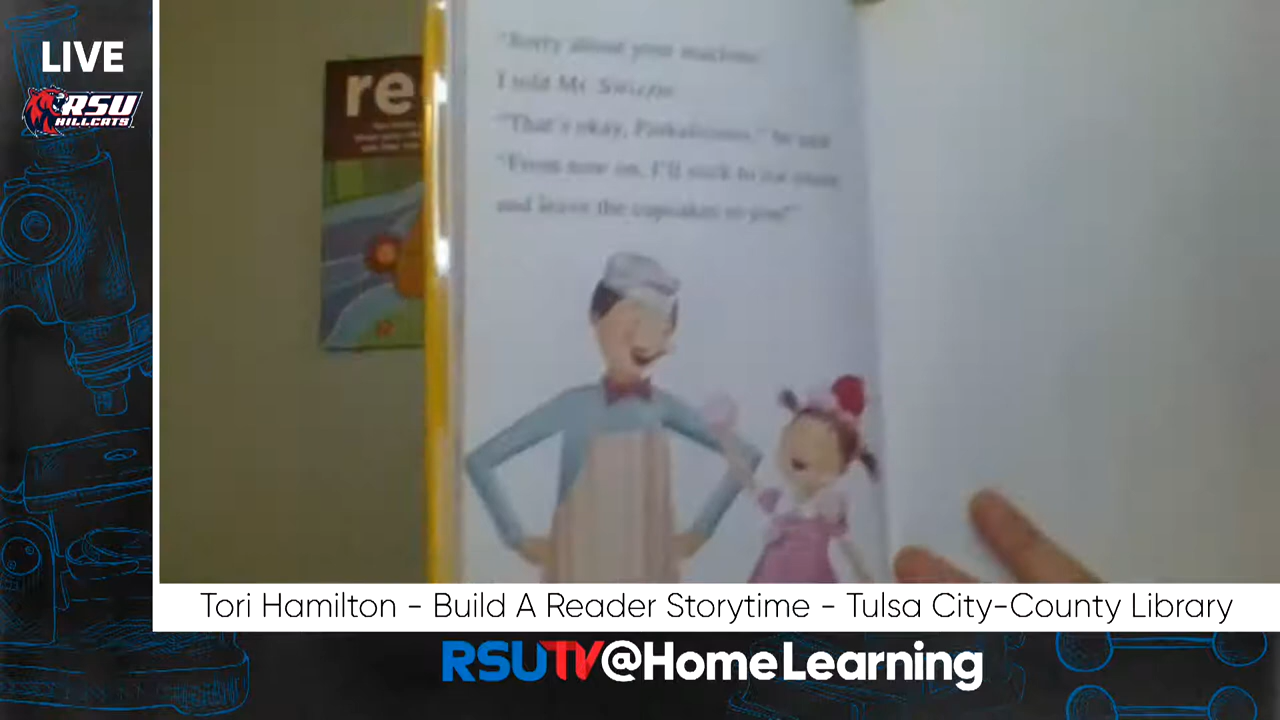 LIVE
RSU
HILLCATS
re
"Sorry about your machine,"
I told Mr. Swizzle.
"That's okay, Pinkalicious," he said.
"From now on, I'll stick to ice cream
and leave the cupcakes to you!"
Tori Hamilton - Build A Reader Storytime - Tulsa City-County Library
RSUTV@HomeLearning